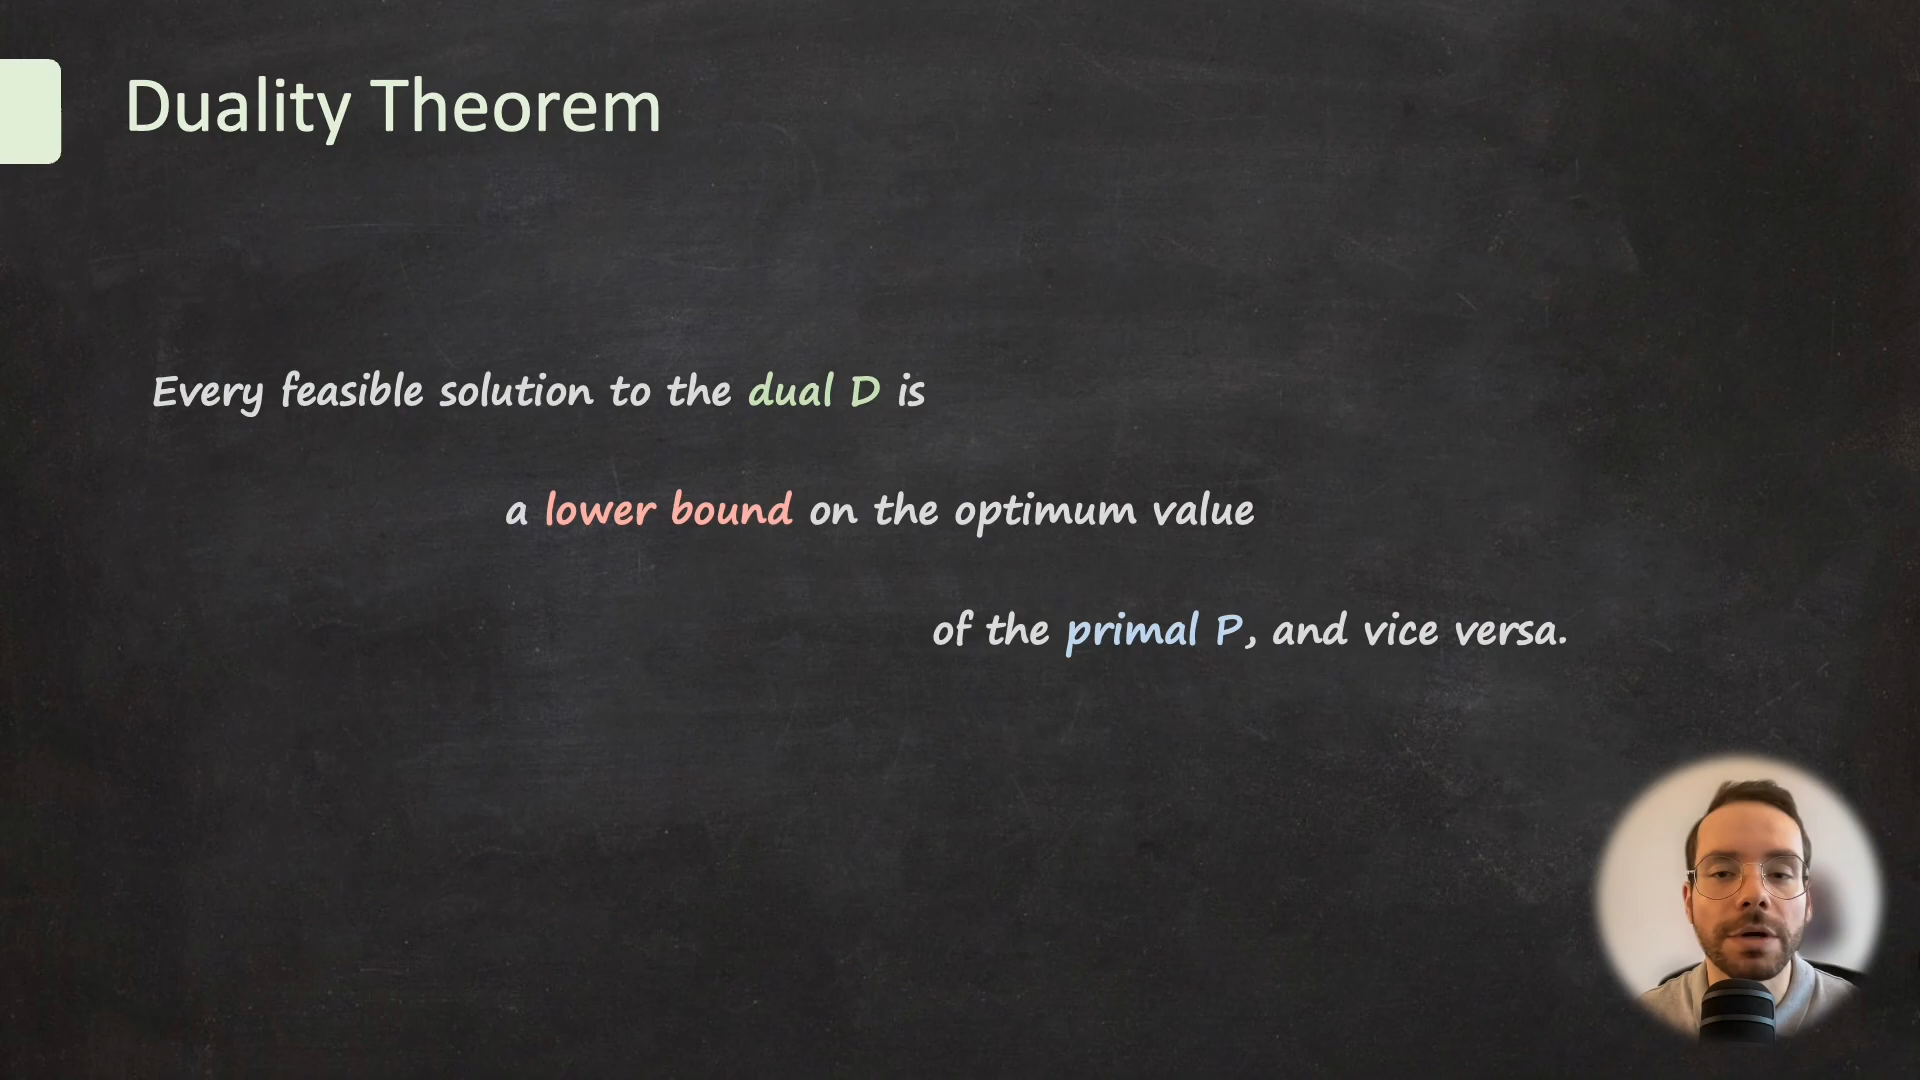 Duality Theorem
Every feasible solution to the dual D is
a lower bound on the optimum value
of the primal P, and vice versa.